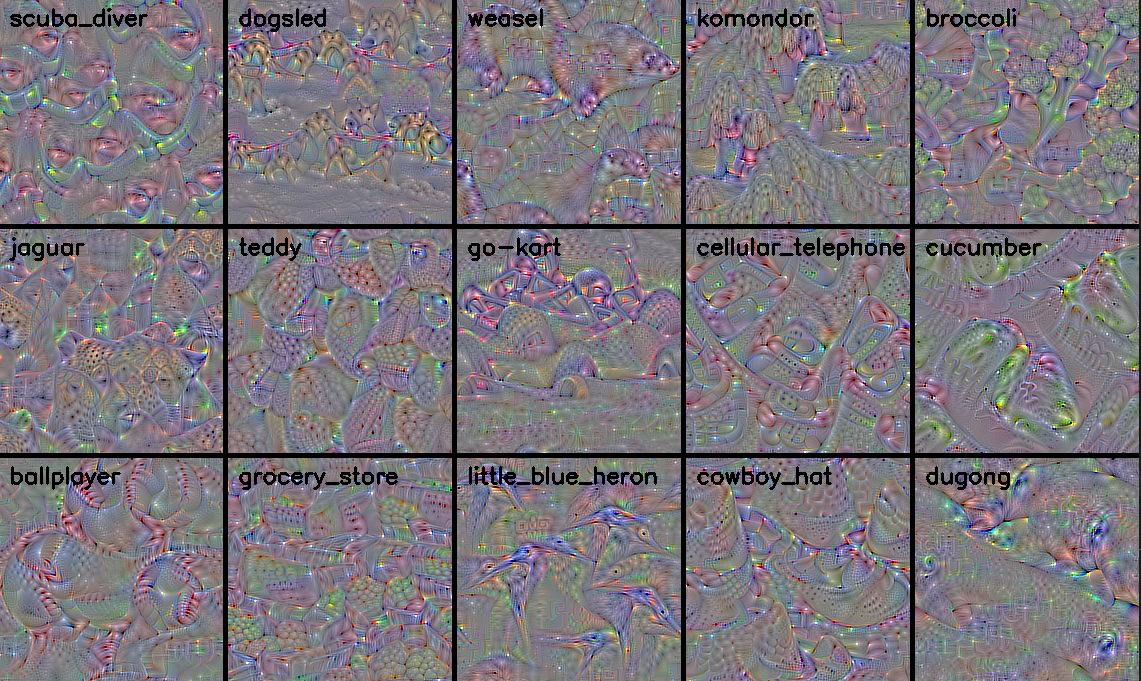 scuba_diver
dogsled
weasel
komondor
broccoli
jaguar
teddy
go-kart
cellular_telephone
cucumber
ballplayer
grocery_store
little_blue_heron
cowboy_hat
dugong